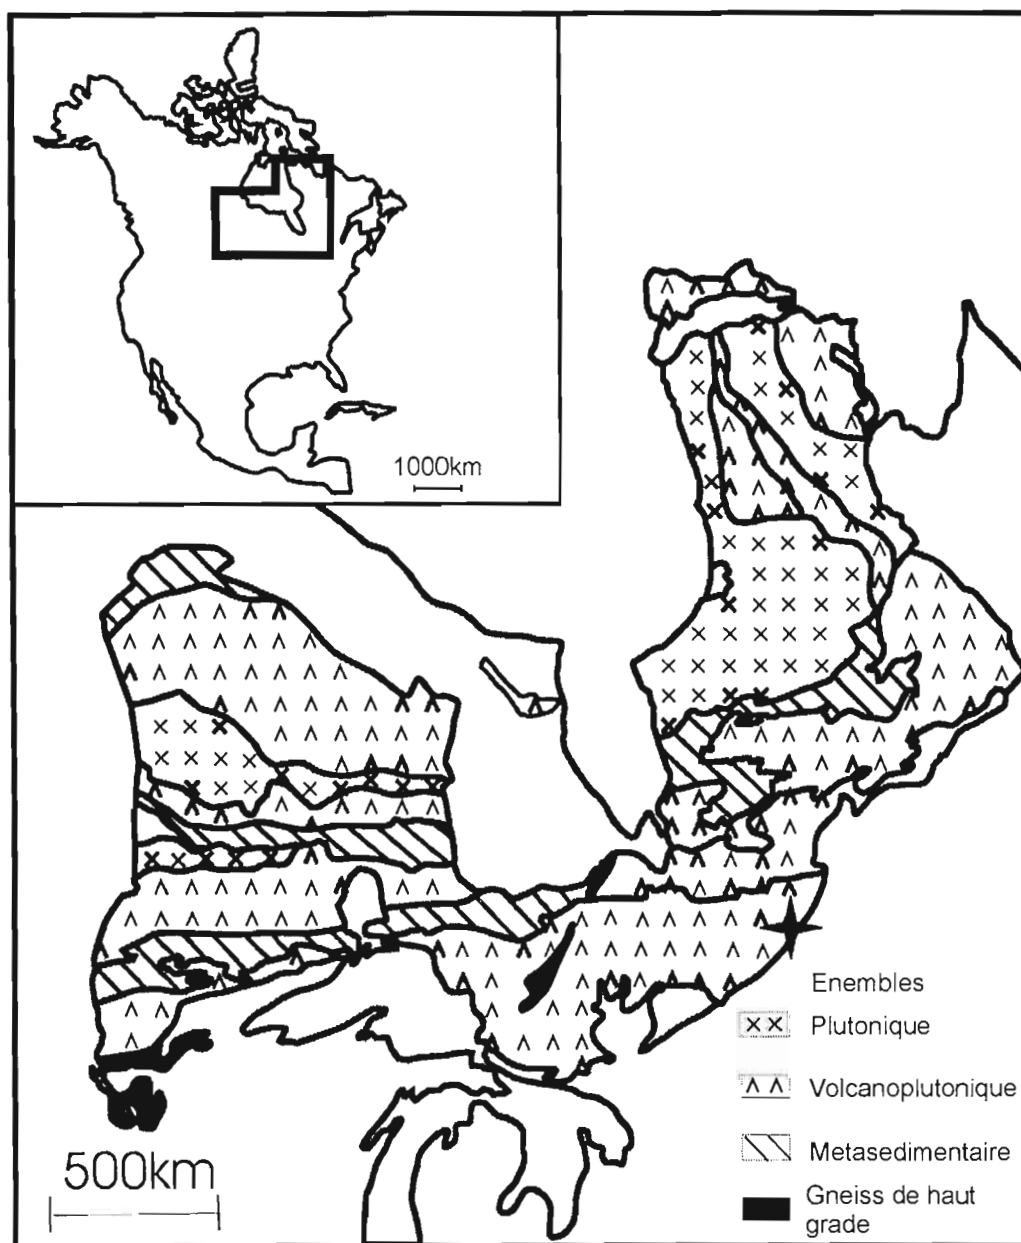 1000km
Enembles
Plutonique
Volcanoplutonique
Metasedimentaire
Gneiss de haut
grade
500km